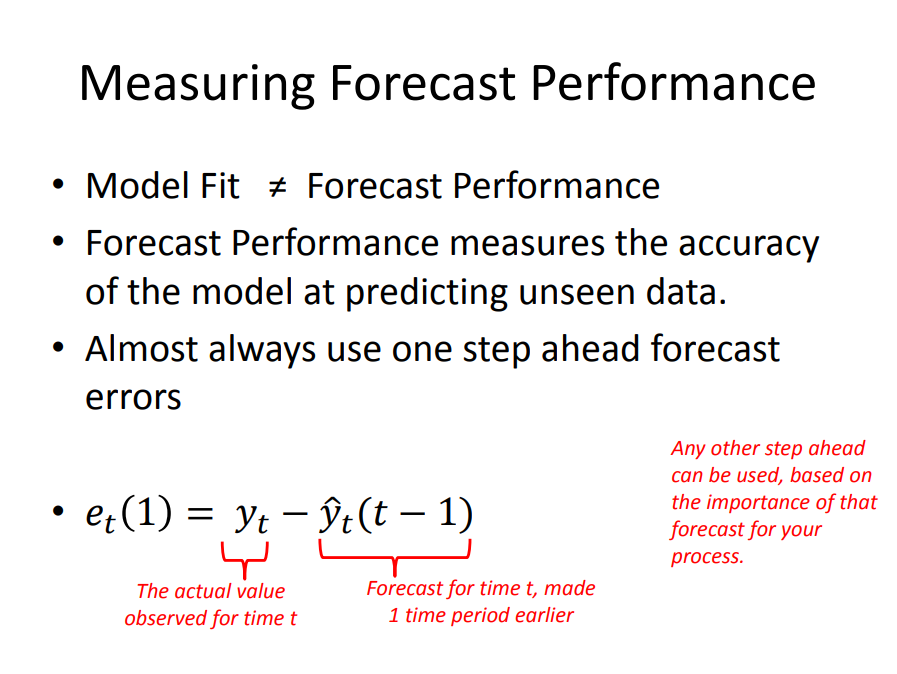 Measuring Forecast Performance
• Model Fit ≠ Forecast Performance
• Forecast Performance measures the accuracy
of the model at predicting unseen data.
• Almost always use one step ahead forecast
errors
Any other step ahead
can be used, based on
the importance of that
forecast for your
process.
• eₜ(1) = yₜ − ŷₜ(t − 1)
The actual value
observed for time t
Forecast for time t, made
1 time period earlier